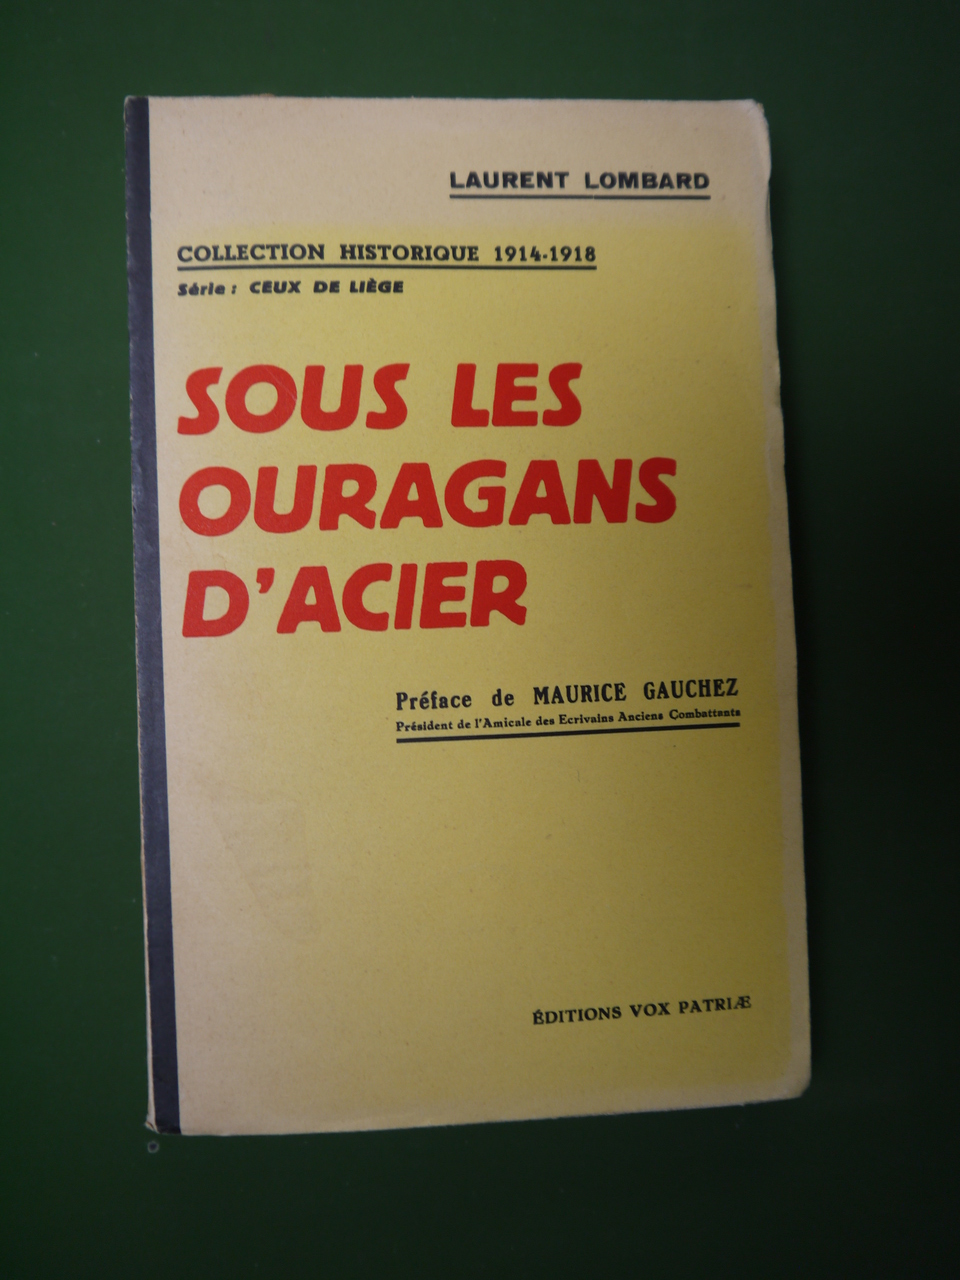 LAURENT LOMBARD
COLLECTION HISTORIQUE 1914-1918
Série : CEUX DE LIÈGE
SOUS LES
OURAGANS
D'ACIER
Préface de MAURICE GAUCHEZ
Président de l'Amicale des Ecrivains Anciens Combattants
ÉDITIONS VOX PATRIÆ